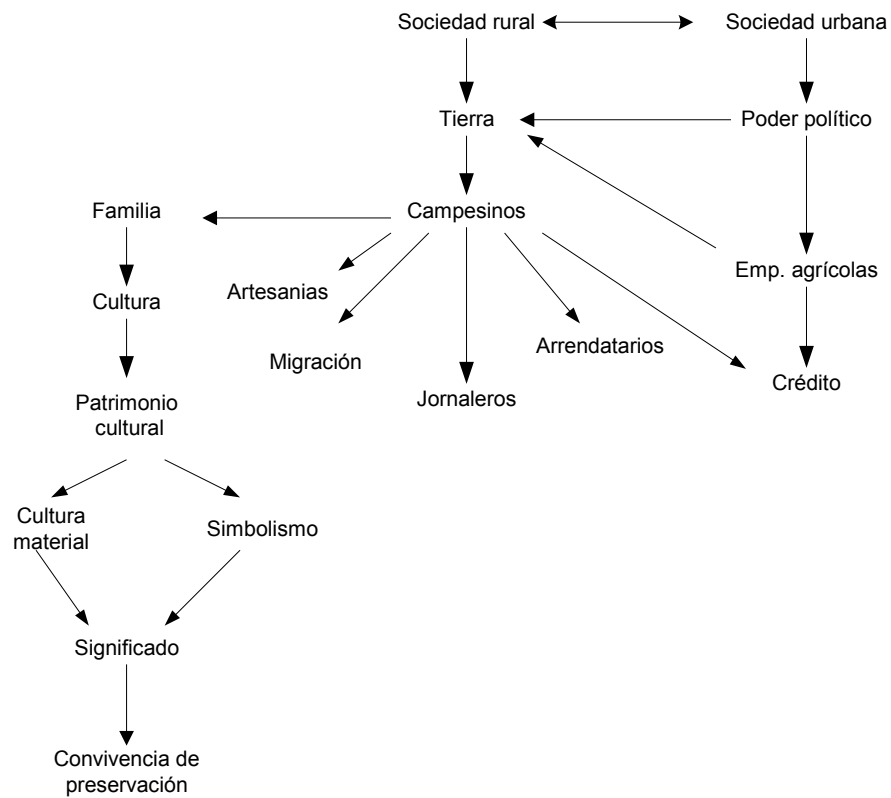 Sociedad rural
Sociedad urbana
Tierra
Poder político
Familia
Campesinos
Emp. agrícolas
Cultura
Artesanias
Arrendatarios
Migración
Crédito
Jornaleros
Patrimonio
cultural
Cultura
material
Simbolismo
Significado
Convivencia de
preservación